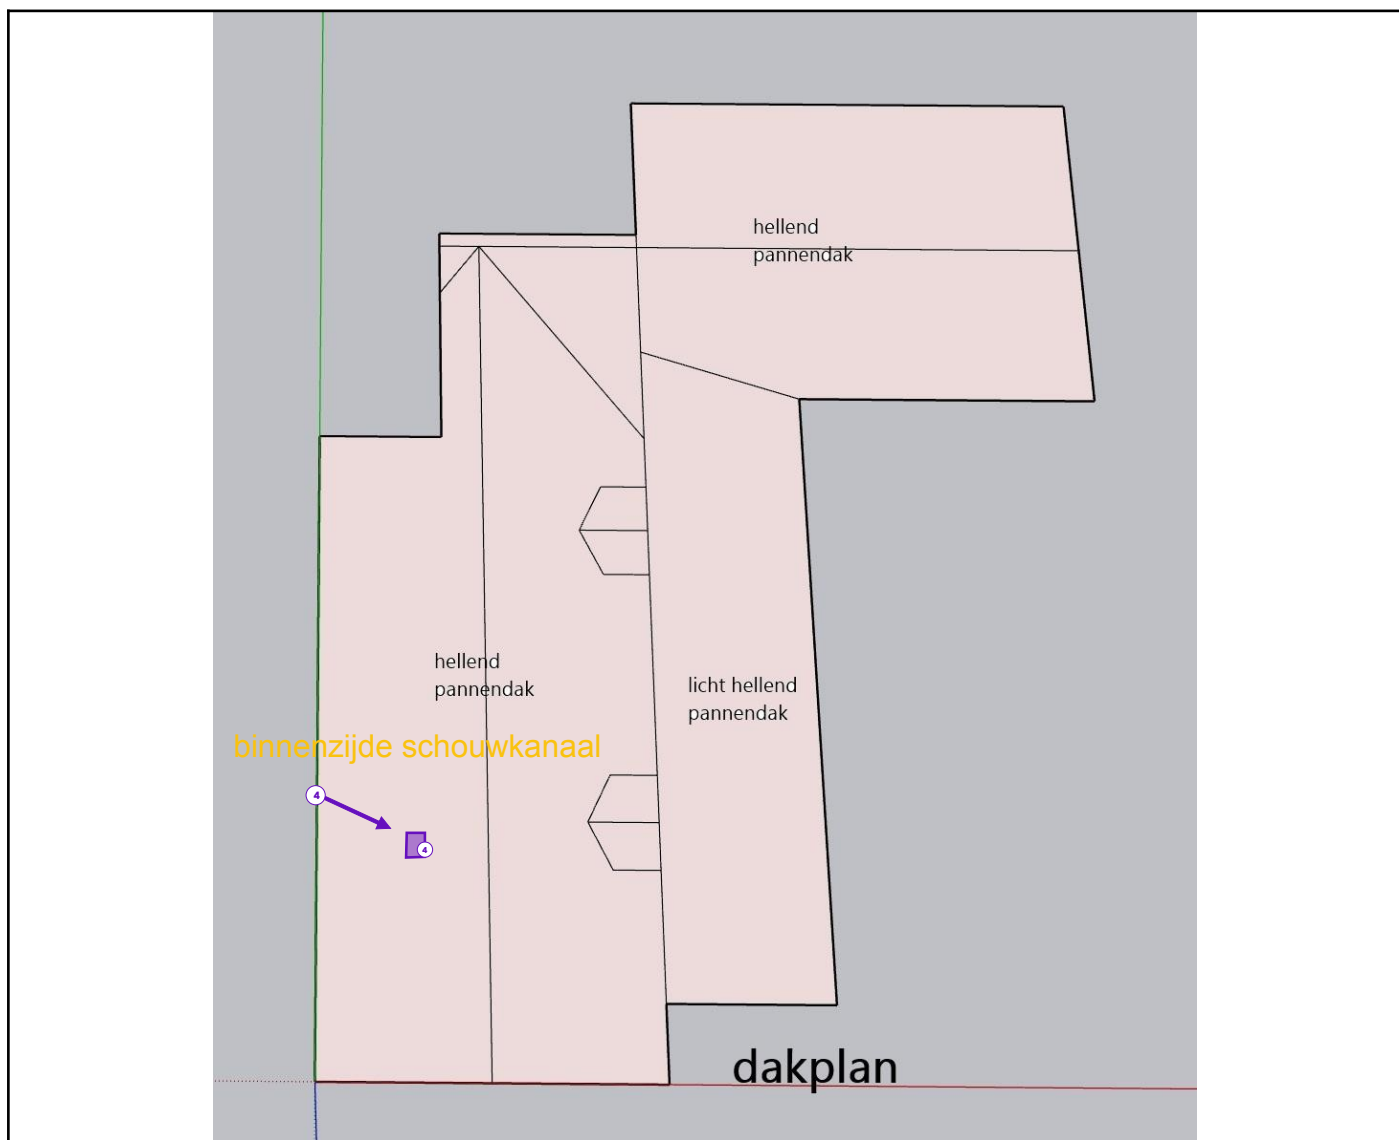 hellend
pannendak
hellend
pannendak
licht hellend
pannendak
binnenzijde schouwkanaal
4
4
dakplan